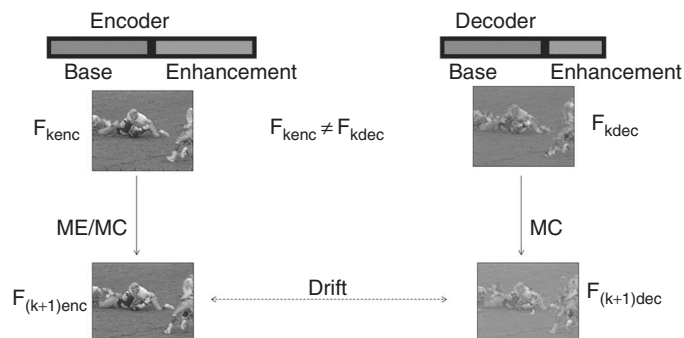 Encoder
Decoder
Base
Enhancement
Base
Enhancement
Fkenc
Fkenc ≠ Fkdec
Fkdec
ME/MC
MC
F(k+1)enc
Drift
F(k+1)dec